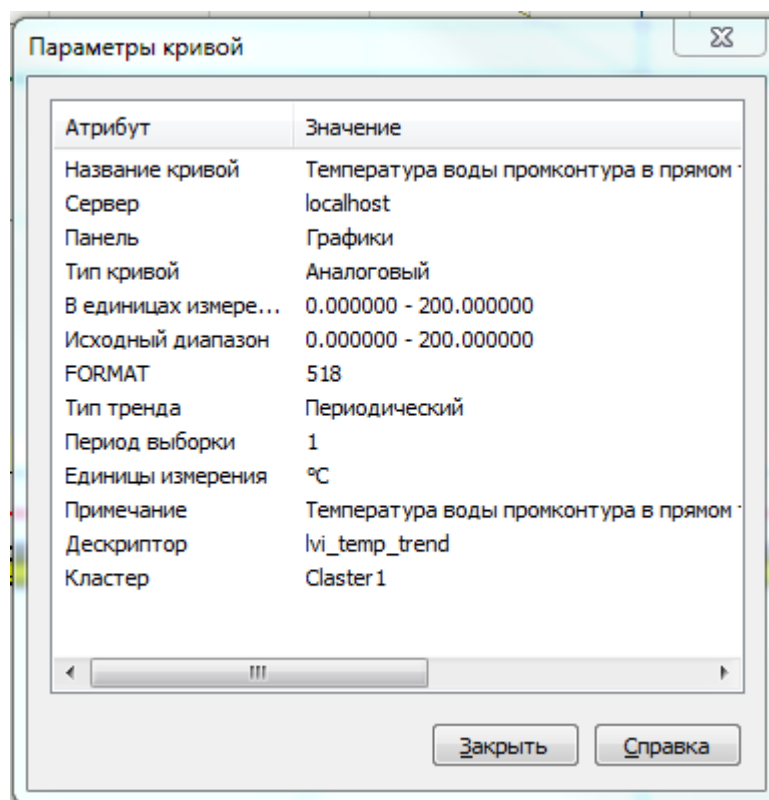 Параметры кривой
Атрибут Значение
Название кривой Температура воды промконтура в прямом
Сервер localhost
Панель Графики
Тип кривой Аналоговый
В единицах измере... 0.000000 - 200.000000
Исходный диапазон 0.000000 - 200.000000
FORMAT 518
Тип тренда Периодический
Период выборки 1
Единицы измерения ºC
Примечание Температура воды промконтура в прямом
Дескриптор lvi_temp_trend
Кластер Claster1
Закрыть Справка